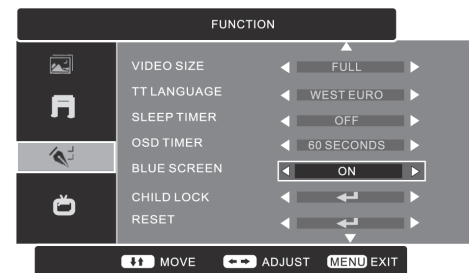 FUNCTION
VIDEO SIZE FULL
TT LANGUAGE WEST EURO
SLEEP TIMER OFF
OSD TIMER 60 SECONDS
BLUE SCREEN ON
CHILD LOCK
RESET
MOVE ADJUST MENU EXIT